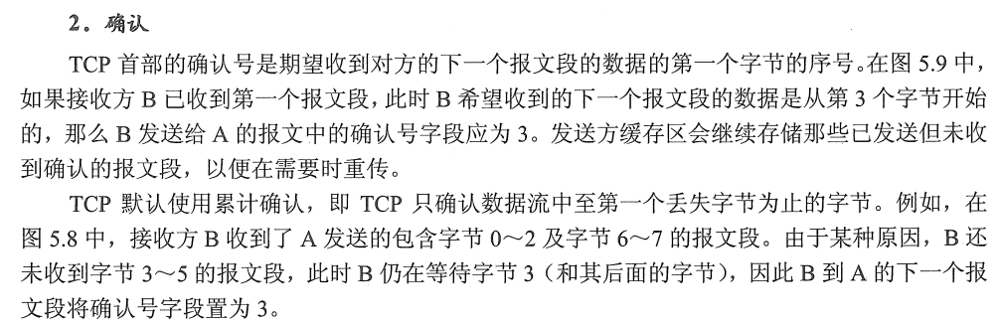 2。确认
TCP 首部的确认号是期望收到对方的下一个报文段的数据的第一个字节的序号。在图 5.9 中，
如果接收方 B 已收到第一个报文段，此时 B 希望收到的下一个报文段的数据是从第 3 个字节开始
的，那么 B 发送给 A 的报文中的确认号字段应为 3。发送方缓存区会继续存储那些已发送但未收
到确认的报文段，以便在需要时重传。
TCP 默认使用累计确认，即 TCP 只确认数据流中至第一个丢失字节为止的字节。例如，在
图 5.8 中，接收方 B 收到了 A 发送的包含字节 0～2 及字节 6～7 的报文段。由于某种原因，B 还
未收到字节 3～5 的报文段，此时 B 仍在等待字节 3（和其后面的字节），因此 B 到 A 的下一个报
文段将确认号字段置为 3。